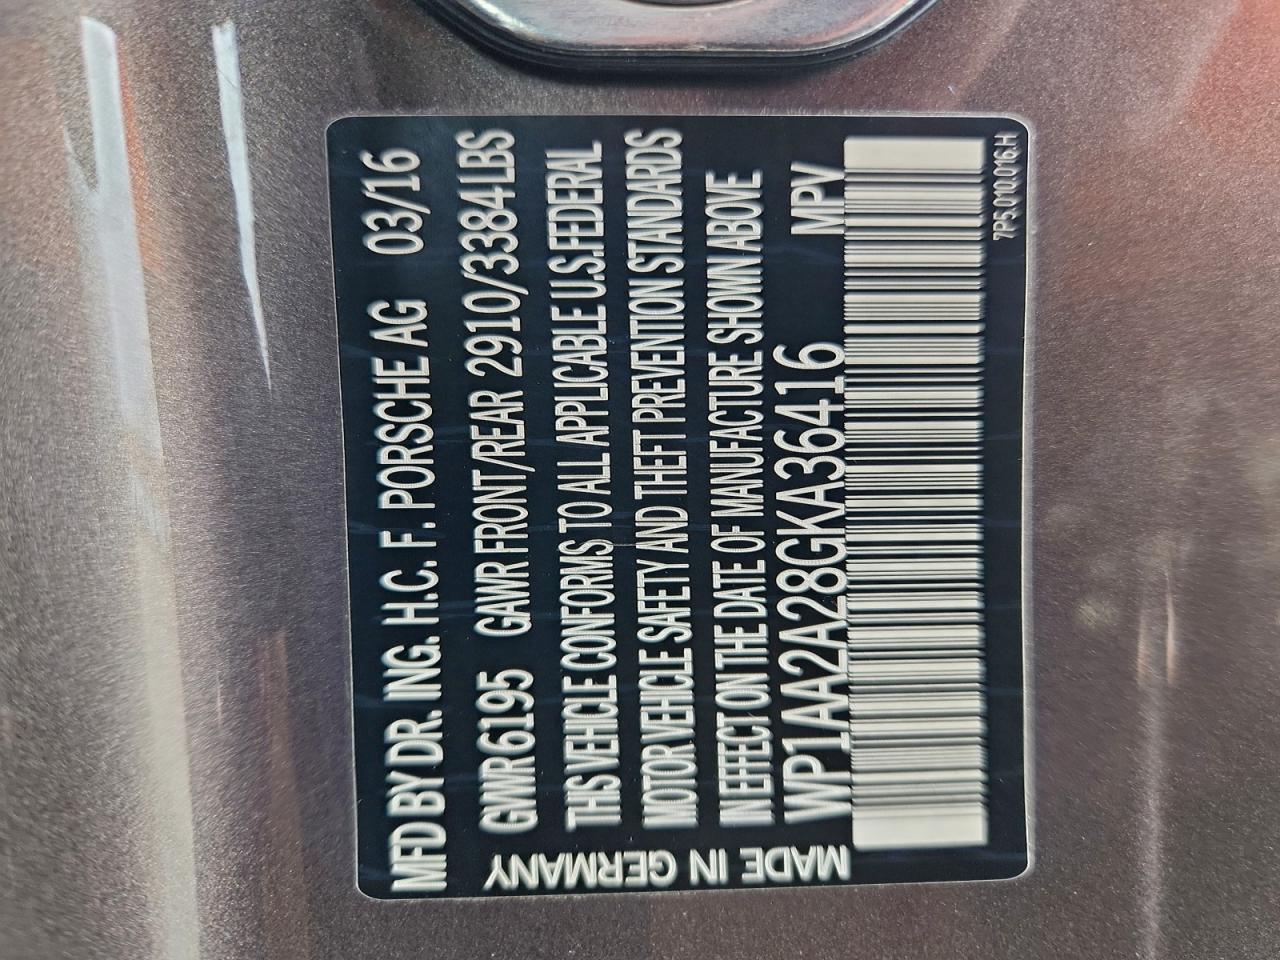 MFD BY DR. ING. H.C. F. PORSCHE AG 03/16
GVWR 6195 GAWR FRONT/REAR 2910/3384LBS
THIS VEHICLE CONFORMS TO ALL APPLICABLE U.S.FEDERAL
MOTOR VEHICLE SAFETY AND THEFT PREVENTION STANDARDS
IN EFFECT ON THE DATE OF MANUFACTURE SHOWN ABOVE
WP1AA2A28GKA36416 MPV
7P5.010.016.H
MADE IN GERMANY